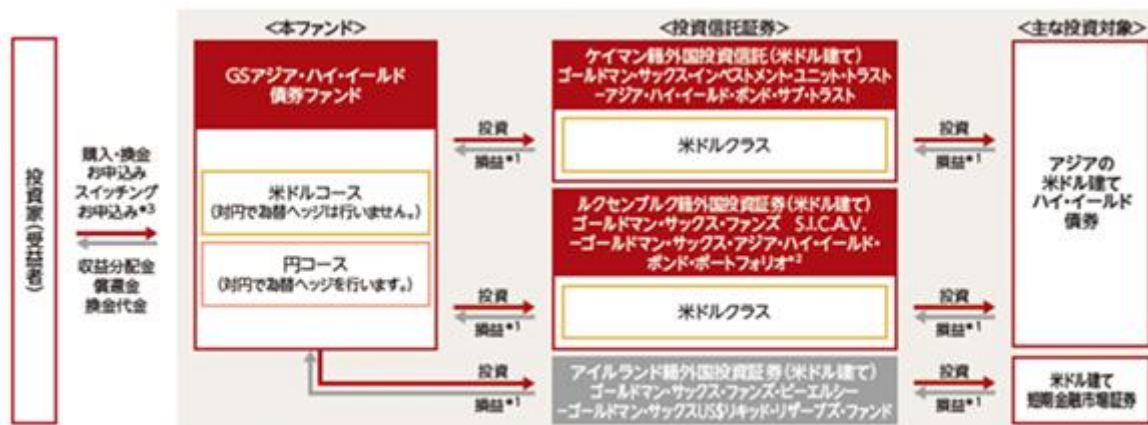 <本ファンド>
<投資信託証券>
<主な投資対象>
投資家(受益者)
購入・換金
お申込み
スイッチング
お申込み*3
収益分配金
償還金
換金代金
GSアジア・ハイ・イールド
債券ファンド
米ドルコース
(対円で為替ヘッジは行いません。)
円コース
(対円で為替ヘッジを行います。)
投資
損益*1
ケイマン籍外国投資信託(米ドル建て)
ゴールドマン・サックス・インベストメント・ユニット・トラスト
-アジア・ハイ・イールド・ボンド・サブ・トラスト
米ドルクラス
投資
損益*1
ルクセンブルク籍外国投資証券(米ドル建て)
ゴールドマン・サックス・ファンズ S.I.C.A.V.
-ゴールドマン・サックス・アジア・ハイ・イールド・
ボンド・ポートフォリオ*2
投資
損益*1
米ドルクラス
投資
損益*1
アジアの
米ドル建て
ハイ・イールド
債券
投資
損益*1
アイルランド籍外国投資証券(米ドル建て)
ゴールドマン・サックス・ファンズ・ピーエルシー
-ゴールドマン・サックスUS$リキッド・リザーブズ・ファンド
投資
損益*1
米ドル建て
短期金融市場証券